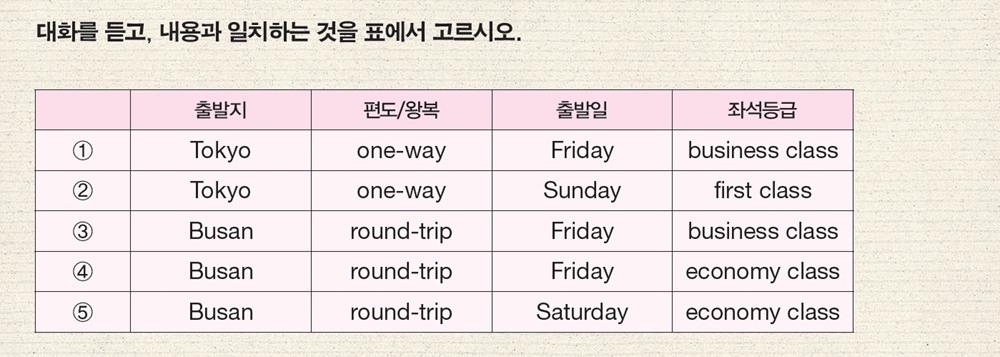 대화를 듣고, 내용과 일치하는 것을 표에서 고르시오.
출발지 편도/왕복 출발일 좌석등급
① Tokyo one-way Friday business class
② Tokyo one-way Sunday first class
③ Busan round-trip Friday business class
④ Busan round-trip Friday economy class
⑤ Busan round-trip Saturday economy class